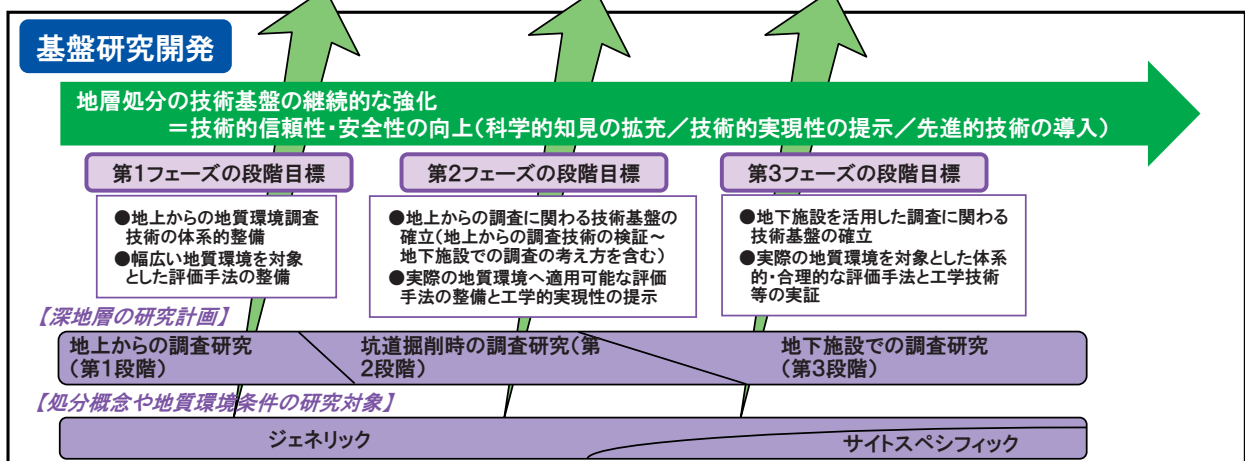 基盤研究開発
地層処分の技術基盤の継続的な強化
＝技術的信頼性・安全性の向上（科学的知見の拡充／技術的実現性の提示／先進的技術の導入）
第1フェーズの段階目標
●地上からの地質環境調査
技術の体系的整備
●幅広い地質環境を対象
とした評価手法の整備
第2フェーズの段階目標
●地上からの調査に関わる技術基盤の
確立（地上からの調査技術の検証～
地下施設での調査の考え方を含む）
●実際の地質環境へ適用可能な評価
手法の整備と工学的実現性の提示
第3フェーズの段階目標
●地下施設を活用した調査に関わる
技術基盤の確立
●実際の地質環境を対象とした体系
的・合理的な評価手法と工学技術
等の実証
【深地層の研究計画】
地上からの調査研究
（第1段階）
坑道掘削時の調査研究（第
2段階）
地下施設での調査研究
（第3段階）
【処分概念や地質環境条件の研究対象】
ジェネリック
サイトスペシフィック